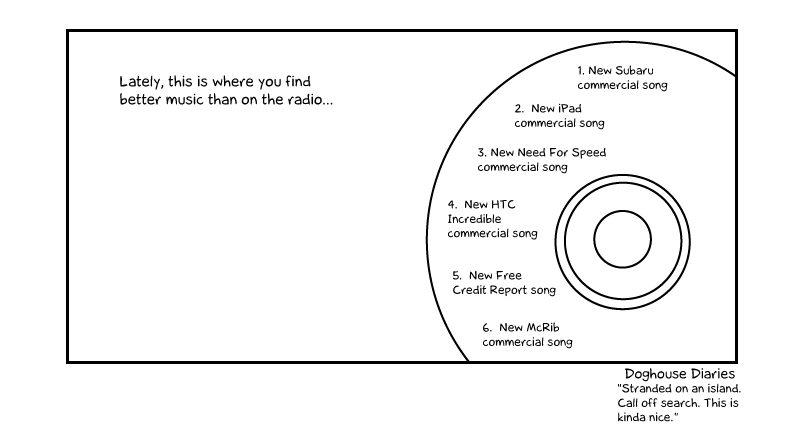 Lately, this is where you find
better music than on the radio...
1. New Subaru
commercial song
2. New iPad
commercial song
3. New Need For Speed
commercial song
4. New HTC
Incredible
commercial song
5. New Free
Credit Report song
6. New McRib
commercial song
Doghouse Diaries
"Stranded on an island.
Call off search. This is
kinda nice."